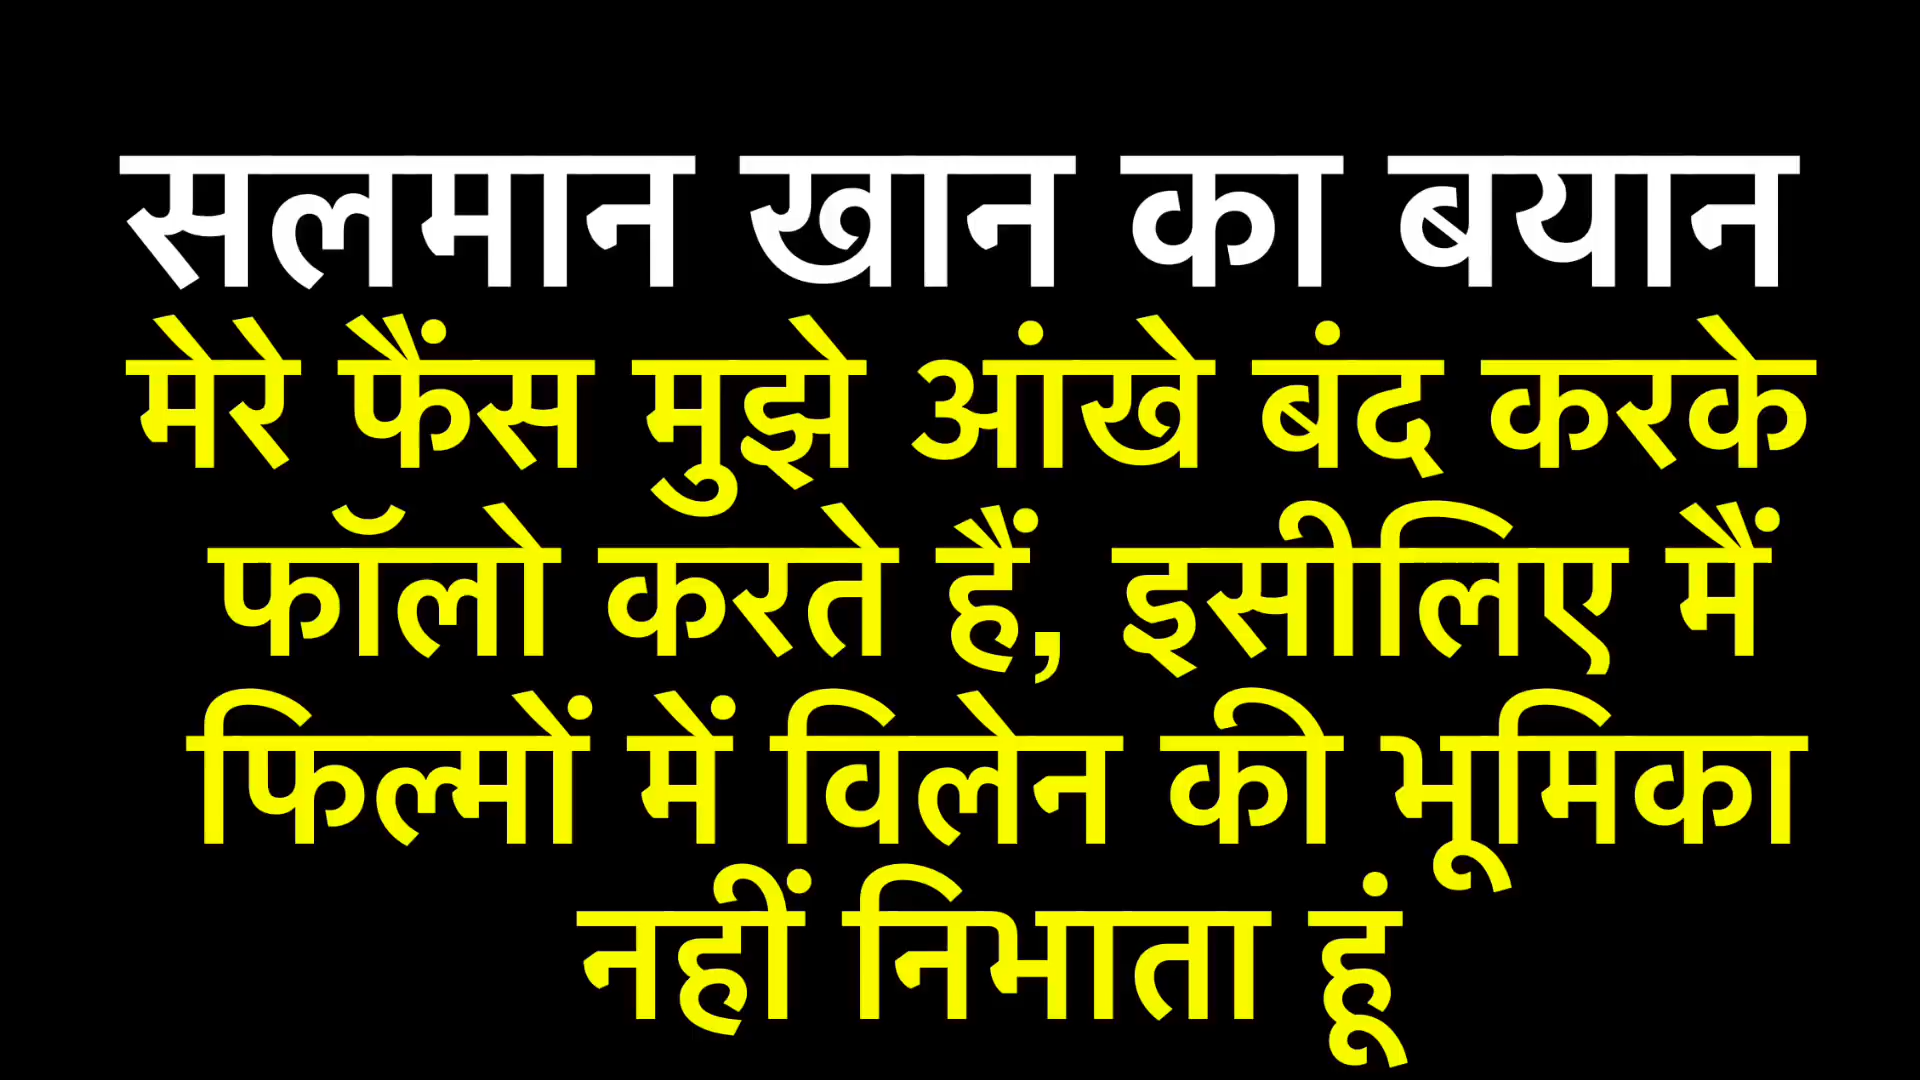 सलमान खान का बयान
मेरे फैंस मुझे आंखे बंद करके
फॉलो करते हैं, इसीलिए मैं
फिल्मों में विलेन की भूमिका
नहीं निभाता हूं